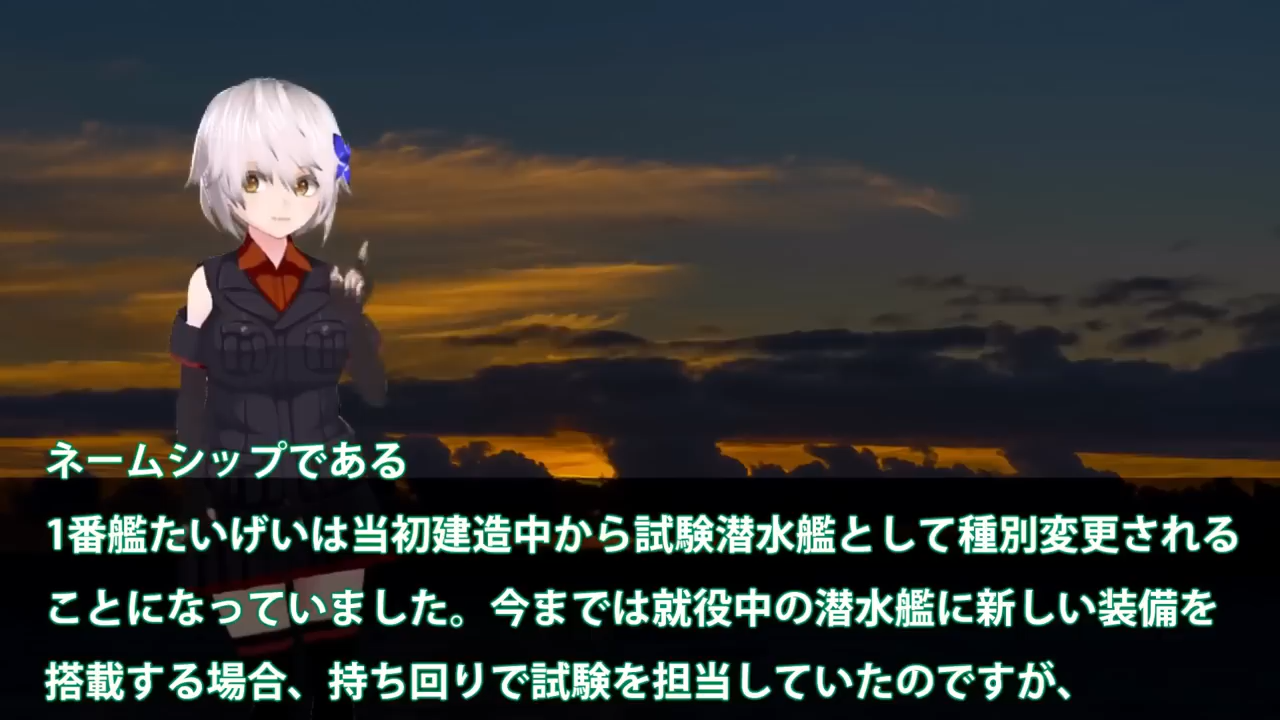 ネームシップである
1番艦たいげいは当初建造中から試験潜水艦として種別変更される
ことになっていました。今までは就役中の潜水艦に新しい装備を
搭載する場合、持ち回りで試験を担当していたのですが、